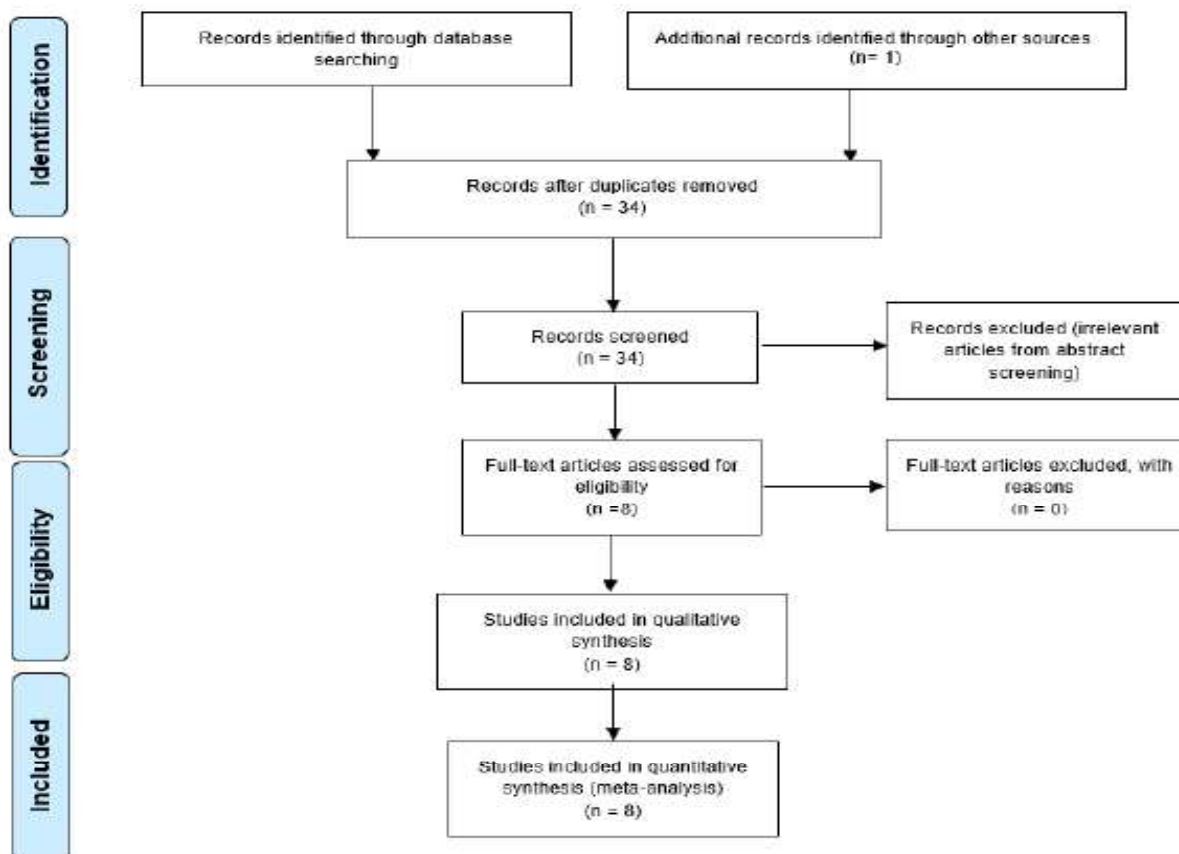 Identification
Records identified through database
searching
Additional records identified through other sources
(n= 1)
Records after duplicates removed
(n = 34)
Screening
Records screened
(n = 34)
Records excluded (irrelevant
articles from abstract
screening)
Eligibility
Full-text articles assessed for
eligibility
(n =8)
Full-text articles excluded, with
reasons
(n = 0)
Studies included in qualitative
synthesis
(n = 8)
Included
Studies included in quantitative
synthesis (meta-analysis)
(n = 8)